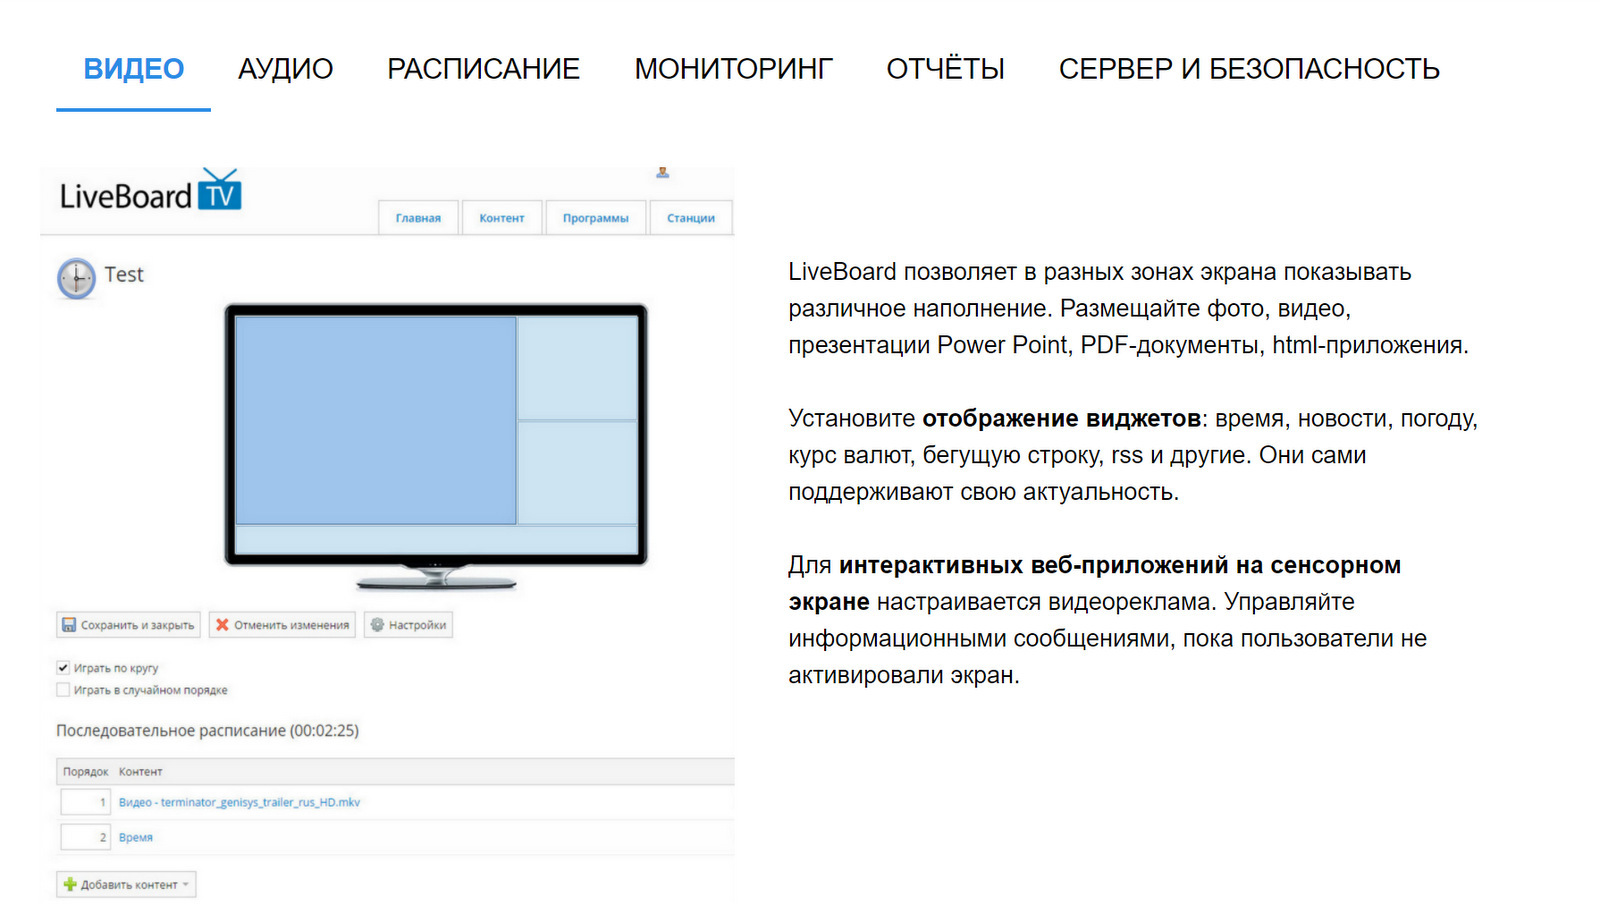 ВИДЕО АУДИО РАСПИСАНИЕ МОНИТОРИНГ ОТЧЁТЫ СЕРВЕР И БЕЗОПАСНОСТЬ
LiveBoard TV
Главная Контент Программы Станции
Test
Сохранить и закрыть Отменить изменения Настройки
Играть по кругу
Играть в случайном порядке
Последовательное расписание (00:02:25)
Порядок Контент
1 Видео - terminator_genisys_trailer_rus_HD.mkv
2 Время
Добавить контент
LiveBoard позволяет в разных зонах экрана показывать
различное наполнение. Размещайте фото, видео,
презентации Power Point, PDF-документы, html-приложения.
Установите отображение виджетов: время, новости, погоду,
курс валют, бегущую строку, rss и другие. Они сами
поддерживают свою актуальность.
Для интерактивных веб-приложений на сенсорном
экране настраивается видеореклама. Управляйте
информационными сообщениями, пока пользователи не
активировали экран.